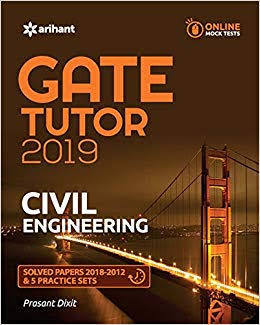 arihant
ONLINE
MOCK TESTS
GATE
TUTOR
2019
CIVIL
ENGINEERING
SOLVED PAPERS 2018-2012
& 5 PRACTICE SETS
Prasant Dixit